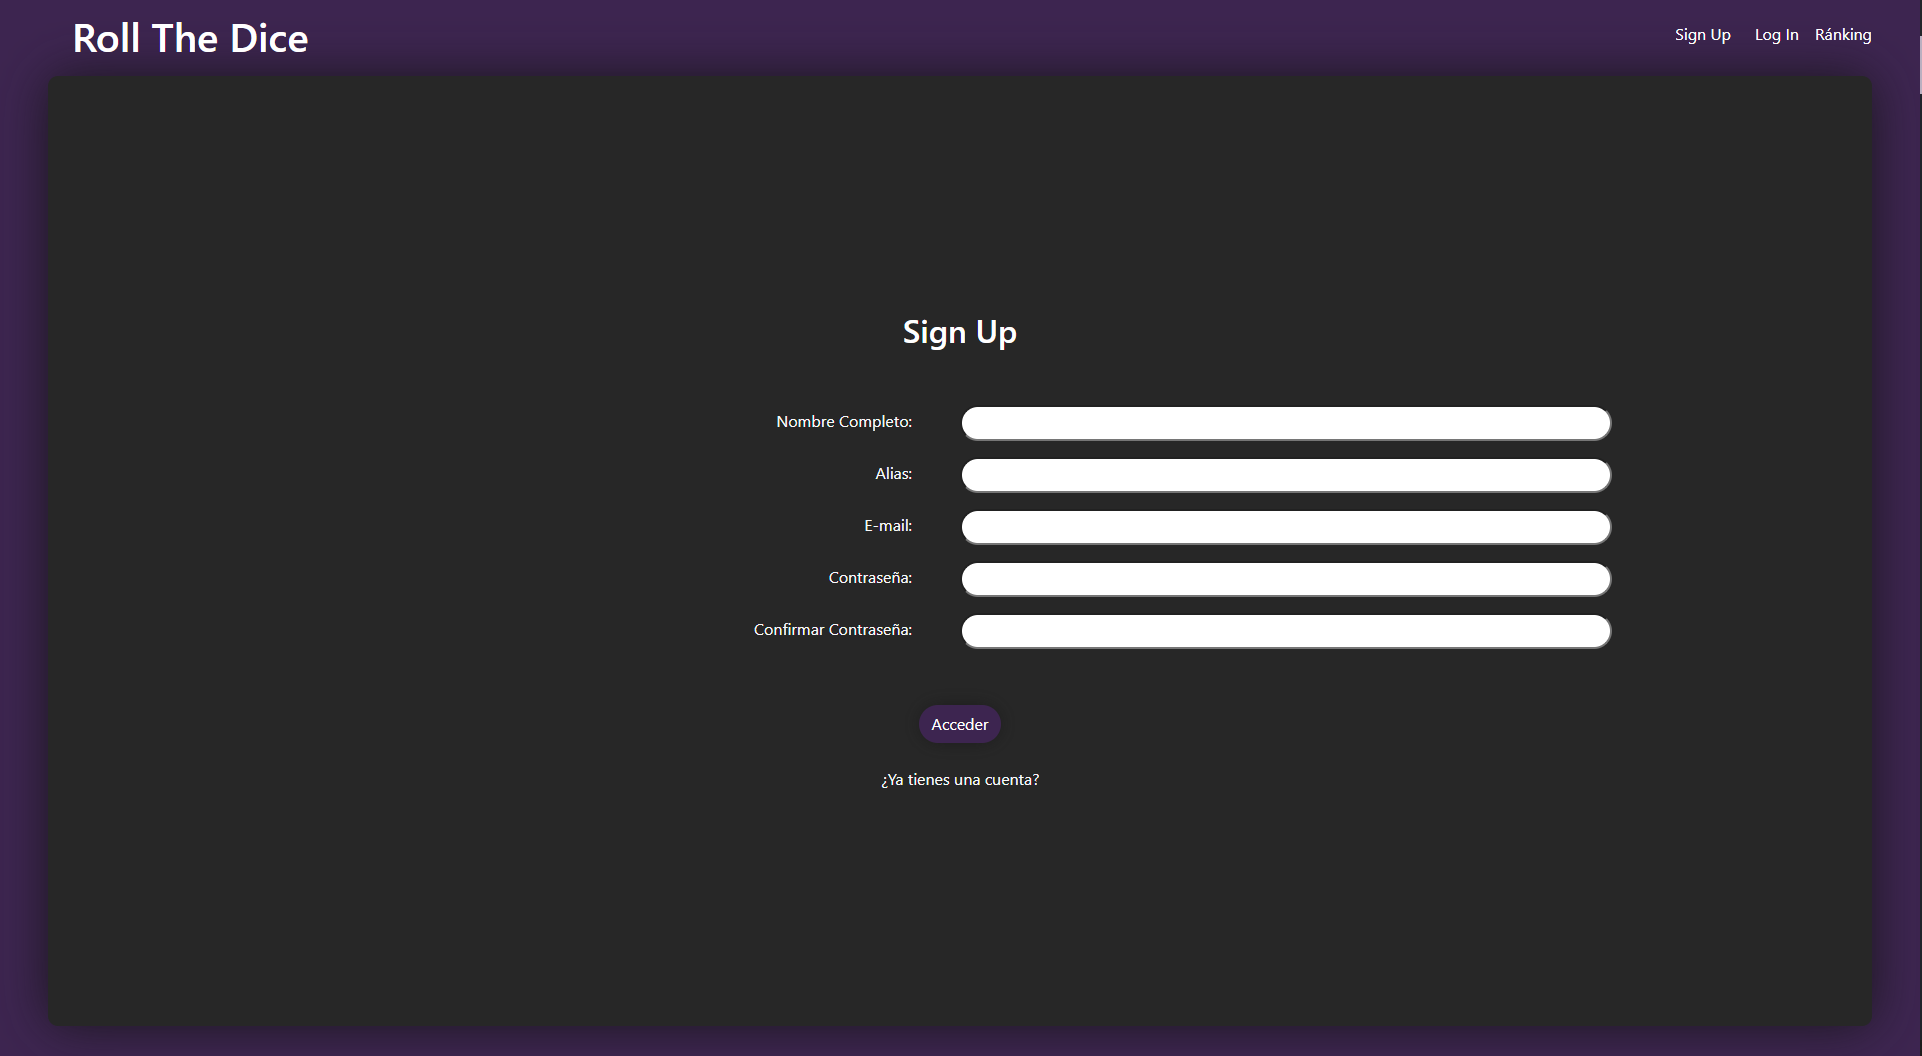 Roll The Dice
Sign Up Log In Ránking
Sign Up
Nombre Completo:
Alias:
E-mail:
Contraseña:
Confirmar Contraseña:
Acceder
¿Ya tienes una cuenta?